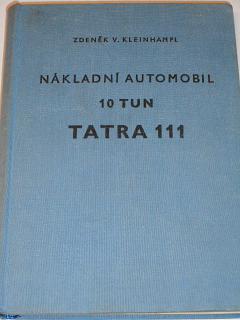 ZDENĚK V. KLEINHAMPL
NÁKLADNÍ AUTOMOBIL
10 TUN
TATRA 111